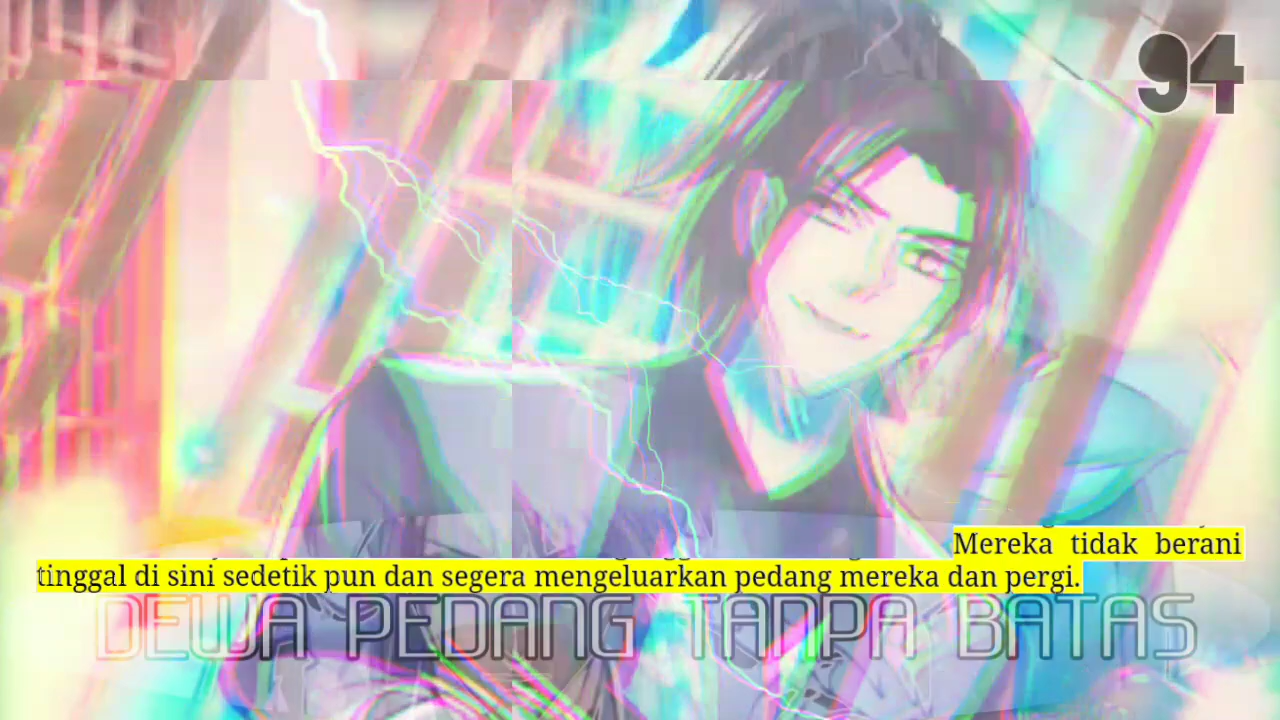 94
Mereka tidak berani
tinggal di sini sedetik pun dan segera mengeluarkan pedang mereka dan pergi.
DEWA PEDANG TANPA BATAS